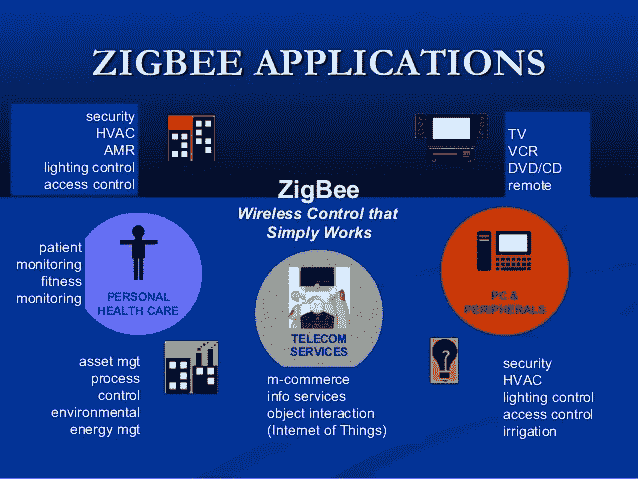 ZIGBEE APPLICATIONS
security
HVAC
AMR
lighting control
access control
TV
VCR
DVD/CD
remote
ZigBee
Wireless Control that
Simply Works
patient
monitoring
fitness
monitoring
PERSONAL
HEALTH CARE
TELECOM
SERVICES
PC &
PERIPHERALS
asset mgt
process
control
environmental
energy mgt
m-commerce
info services
object interaction
(Internet of Things)
security
HVAC
lighting control
access control
irrigation